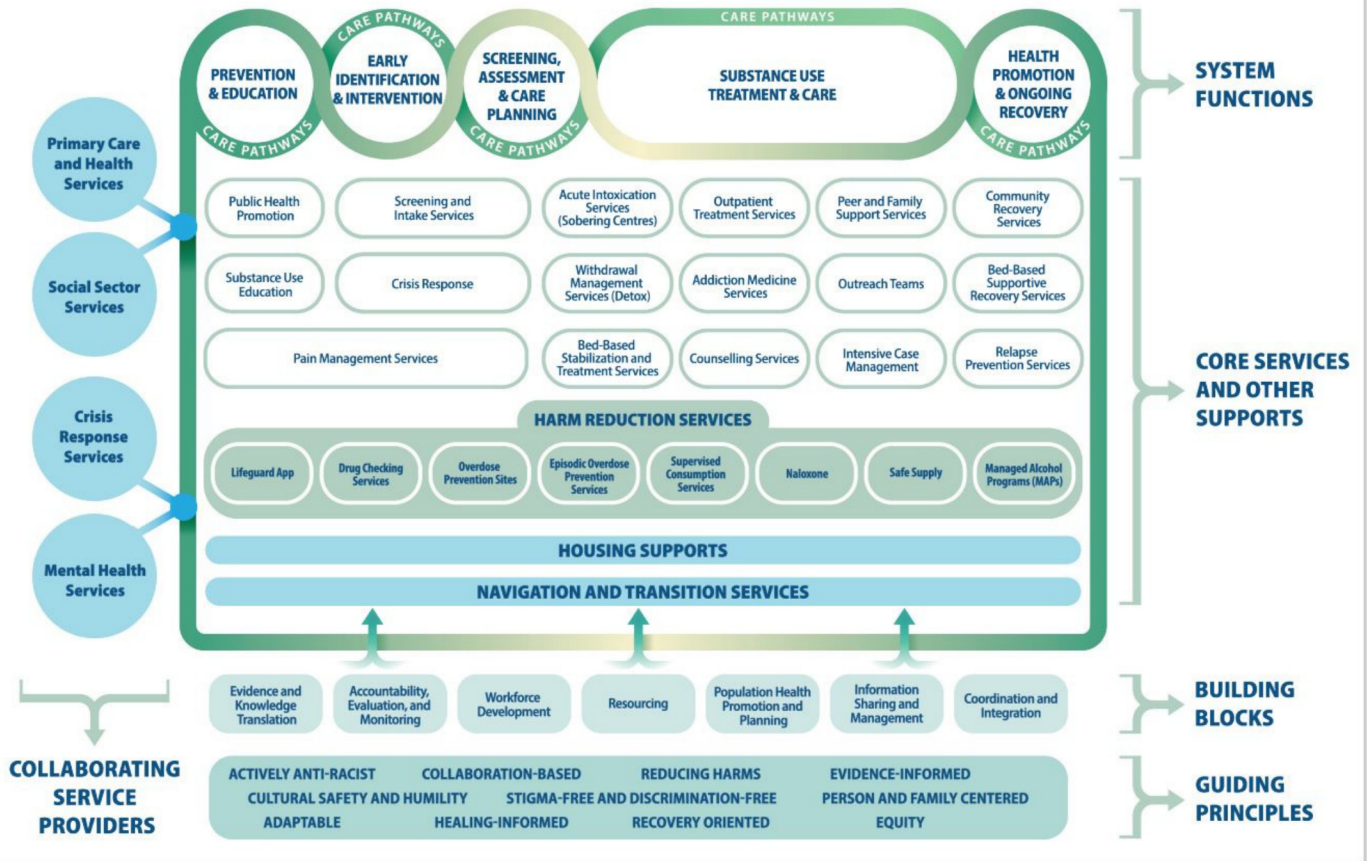 CARE PATHWAYS
CARE PATHWAYS
PREVENTION
& EDUCATION
CARE PATHWAYS
EARLY
IDENTIFICATION
& INTERVENTION
SCREENING,
ASSESSMENT
& CARE
PLANNING
CARE PATHWAYS
SUBSTANCE USE
TREATMENT & CARE
HEALTH
PROMOTION
& ONGOING
RECOVERY
CARE PATHWAYS
SYSTEM
FUNCTIONS
Primary Care
and Health
Services
Social Sector
Services
Crisis
Response
Services
Mental Health
Services
Public Health
Promotion
Screening and
Intake Services
Acute Intoxication
Services
(Sobering Centres)
Outpatient
Treatment Services
Peer and Family
Support Services
Community
Recovery
Services
Substance Use
Education
Crisis Response
Withdrawal
Management
Services (Detox)
Addiction Medicine
Services
Outreach Teams
Bed-Based
Supportive
Recovery Services
Pain Management Services
Bed-Based
Stabilization and
Treatment Services
Counselling Services
Intensive Case
Management
Relapse
Prevention Services
CORE SERVICES
AND OTHER
SUPPORTS
HARM REDUCTION SERVICES
Lifeguard App
Drug Checking
Services
Overdose
Prevention Sites
Episodic Overdose
Prevention
Services
Supervised
Consumption
Services
Naloxone
Safe Supply
Managed Alcohol
Programs (MAPs)
HOUSING SUPPORTS
NAVIGATION AND TRANSITION SERVICES
Evidence and
Knowledge
Translation
Accountability,
Evaluation, and
Monitoring
Workforce
Development
Resourcing
Population Health
Promotion and
Planning
Information
Sharing and
Management
Coordination and
Integration
BUILDING
BLOCKS
COLLABORATING
SERVICE
PROVIDERS
ACTIVELY ANTI-RACIST COLLABORATION-BASED REDUCING HARMS EVIDENCE-INFORMED
CULTURAL SAFETY AND HUMILITY STIGMA-FREE AND DISCRIMINATION-FREE PERSON AND FAMILY CENTERED
ADAPTABLE HEALING-INFORMED RECOVERY ORIENTED EQUITY
GUIDING
PRINCIPLES